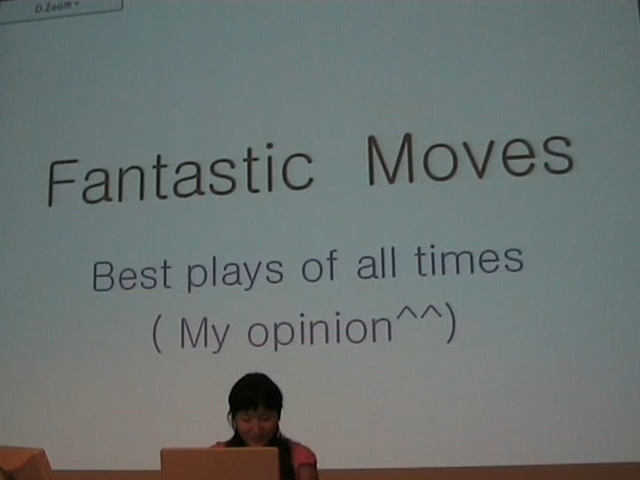 D.Zoom
Fantastic Moves
Best plays of all times
( My opinion^^)